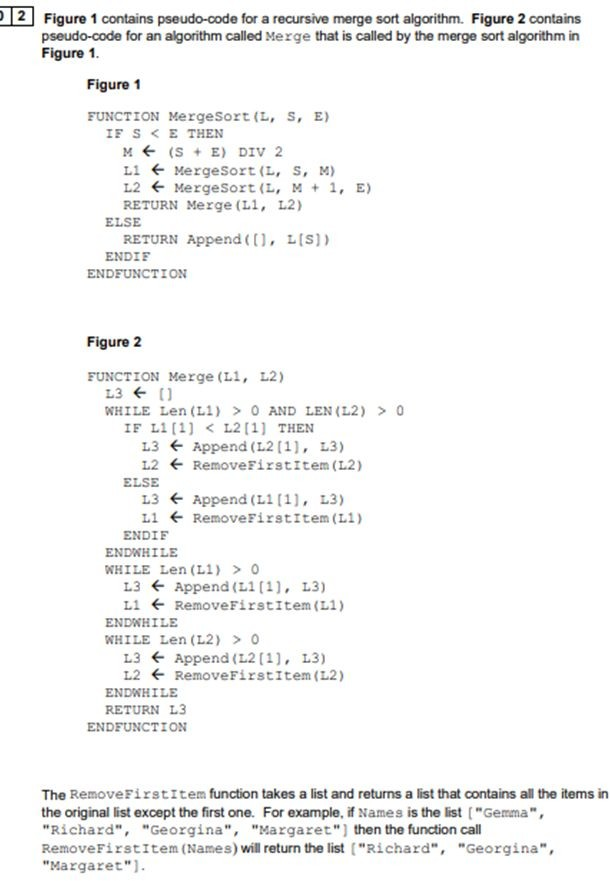 0 2 Figure 1 contains pseudo-code for a recursive merge sort algorithm. Figure 2 contains
pseudo-code for an algorithm called Merge that is called by the merge sort algorithm in
Figure 1.
Figure 1
FUNCTION MergeSort(L, S, E)
IF S < E THEN
M ← (S + E) DIV 2
L1 ← MergeSort(L, S, M)
L2 ← MergeSort(L, M + 1, E)
RETURN Merge(L1, L2)
ELSE
RETURN Append([], L[S])
ENDIF
ENDFUNCTION
Figure 2
FUNCTION Merge(L1, L2)
L3 ← []
WHILE Len(L1) > 0 AND LEN(L2) > 0
IF L1[1] < L2[1] THEN
L3 ← Append(L2[1], L3)
L2 ← RemoveFirstItem(L2)
ELSE
L3 ← Append(L1[1], L3)
L1 ← RemoveFirstItem(L1)
ENDIF
ENDWHILE
WHILE Len(L1) > 0
L3 ← Append(L1[1], L3)
L1 ← RemoveFirstItem(L1)
ENDWHILE
WHILE Len(L2) > 0
L3 ← Append(L2[1], L3)
L2 ← RemoveFirstItem(L2)
ENDWHILE
RETURN L3
ENDFUNCTION
The RemoveFirstItem function takes a list and returns a list that contains all the items in
the original list except the first one. For example, if Names is the list ["Gemma",
"Richard", "Georgina", "Margaret"] then the function call
RemoveFirstItem(Names) will return the list ["Richard", "Georgina",
"Margaret"].